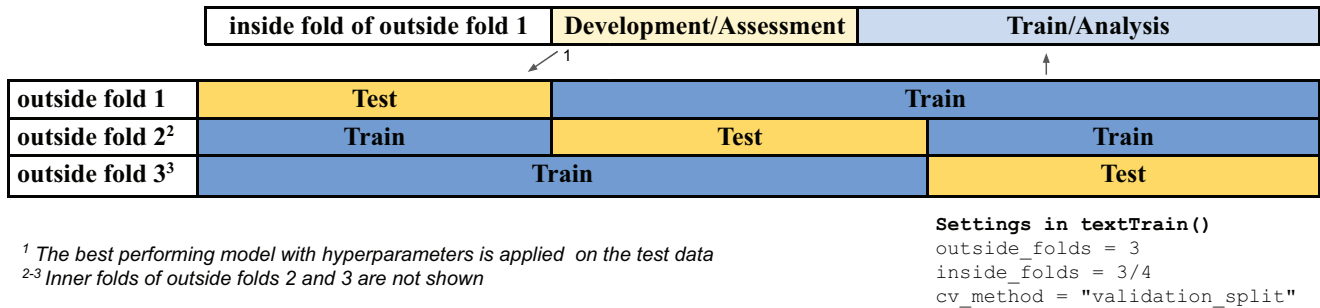 inside fold of outside fold 1 Development/Assessment Train/Analysis
1
outside fold 1 Test Train
outside fold 2² Train Test Train
outside fold 3³ Train Test
¹ The best performing model with hyperparameters is applied on the test data
²⁻³ Inner folds of outside folds 2 and 3 are not shown
Settings in textTrain()
outside_folds = 3
inside_folds = 3/4
cv_method = "validation_split"